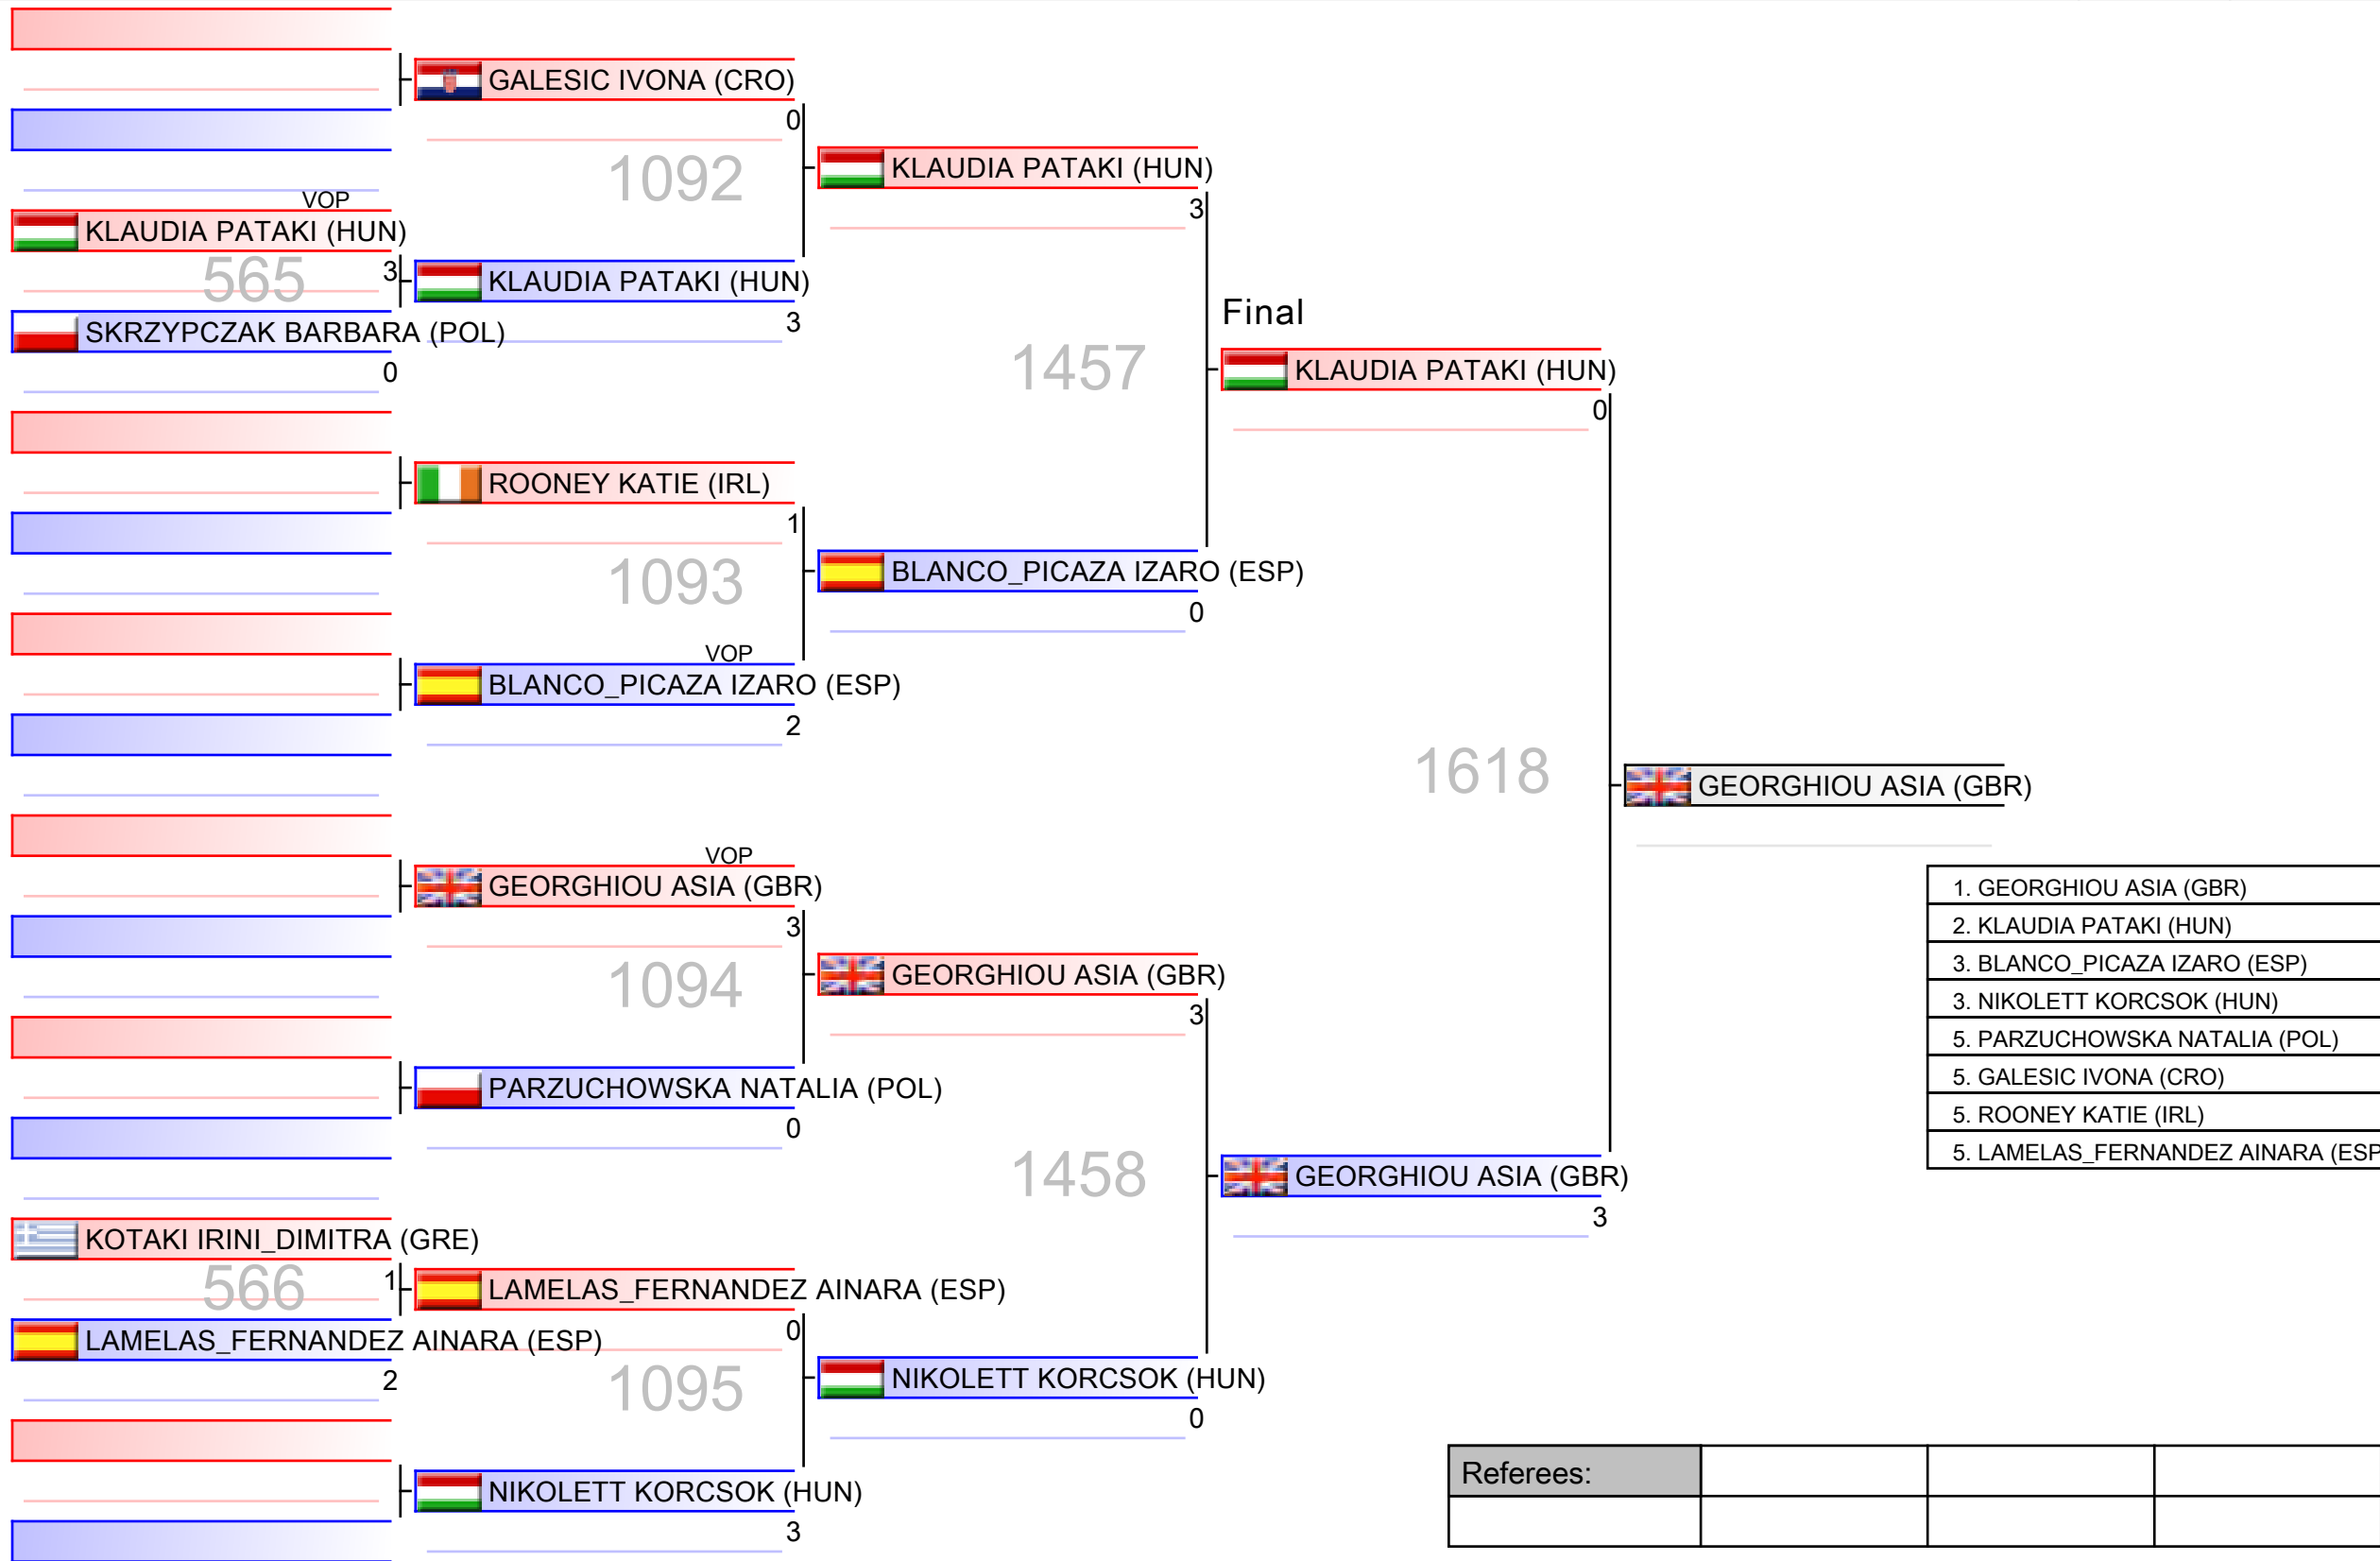 GALESIC IVONA (CRO)
0
1092
KLAUDIA PATAKI (HUN)
3
VOP
KLAUDIA PATAKI (HUN)
565
3
KLAUDIA PATAKI (HUN)
3
SKRZYPCZAK BARBARA (POL)
0
Final
1457
KLAUDIA PATAKI (HUN)
0
ROONEY KATIE (IRL)
1
1093
BLANCO_PICAZA IZARO (ESP)
0
VOP
BLANCO_PICAZA IZARO (ESP)
2
1618
GEORGHIOU ASIA (GBR)
VOP
GEORGHIOU ASIA (GBR)
3
1094
GEORGHIOU ASIA (GBR)
3
PARZUCHOWSKA NATALIA (POL)
0
1458
GEORGHIOU ASIA (GBR)
3
KOTAKI IRINI_DIMITRA (GRE)
566
1
LAMELAS_FERNANDEZ AINARA (ESP)
0
LAMELAS_FERNANDEZ AINARA (ESP)
2
1095
NIKOLETT KORCSOK (HUN)
0
NIKOLETT KORCSOK (HUN)
3
1. GEORGHIOU ASIA (GBR)
2. KLAUDIA PATAKI (HUN)
3. BLANCO_PICAZA IZARO (ESP)
3. NIKOLETT KORCSOK (HUN)
5. PARZUCHOWSKA NATALIA (POL)
5. GALESIC IVONA (CRO)
5. ROONEY KATIE (IRL)
5. LAMELAS_FERNANDEZ AINARA (ESP
Referees: